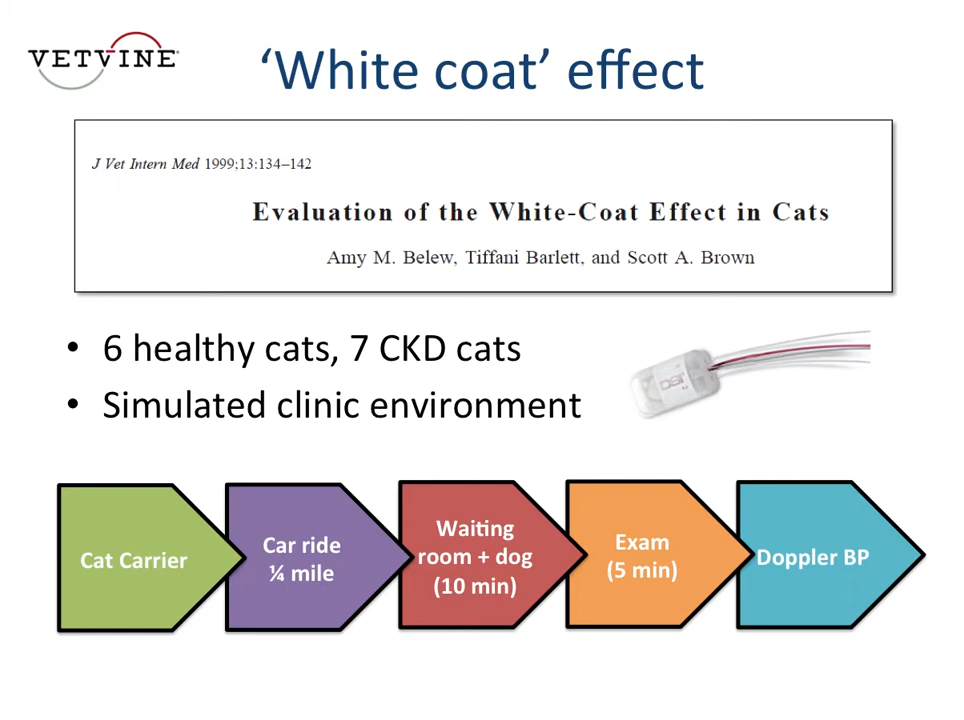 VETVINE
‘White coat’ effect
J Vet Intern Med 1999;13:134–142
Evaluation of the White-Coat Effect in Cats
Amy M. Belew, Tiffani Barlett, and Scott A. Brown
• 6 healthy cats, 7 CKD cats
• Simulated clinic environment
DSI
Cat Carrier
Car ride
¼ mile
Waiting
room + dog
(10 min)
Exam
(5 min)
Doppler BP